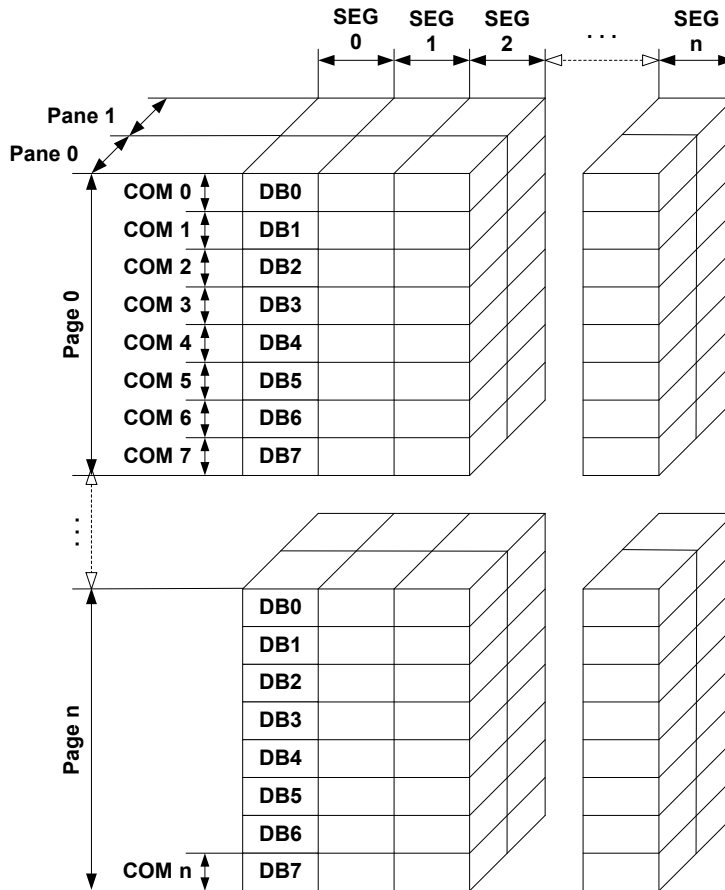 SEG 0
SEG 1
SEG 2
. . .
SEG n
Pane 1
Pane 0
Page 0
COM 0 DB0
COM 1 DB1
COM 2 DB2
COM 3 DB3
COM 4 DB4
COM 5 DB5
COM 6 DB6
COM 7 DB7
. . .
Page n
DB0
DB1
DB2
DB3
DB4
DB5
DB6
COM n DB7